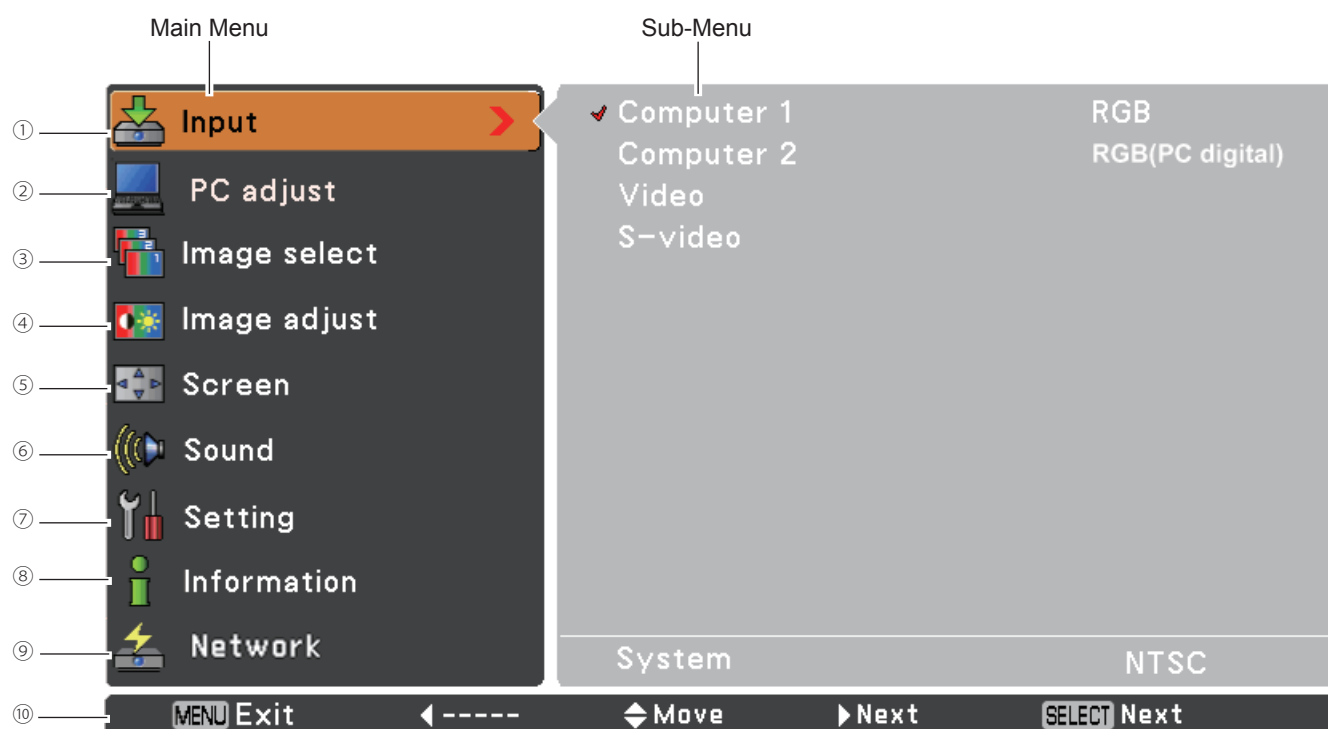 Main Menu Sub-Menu
① Input ✔ Computer 1 RGB
Computer 2 RGB(PC digital)
② PC adjust Video
S-video
③ Image select
④ Image adjust
⑤ Screen
⑥ Sound
⑦ Setting
⑧ Information
⑨ Network System NTSC
⑩ MENU Exit ◀ ----- Move ▶ Next SELECT Next